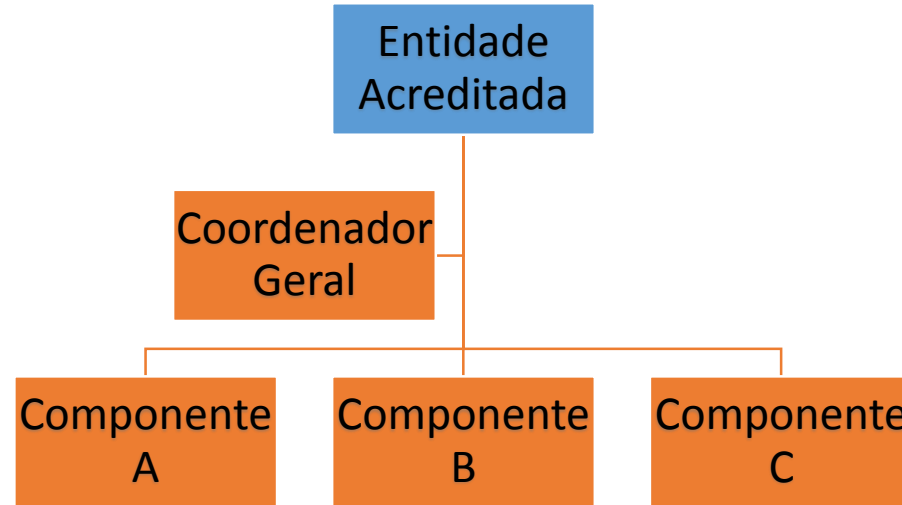 Entidade
Acreditada
Coordenador
Geral
Componente
A
Componente
B
Componente
C